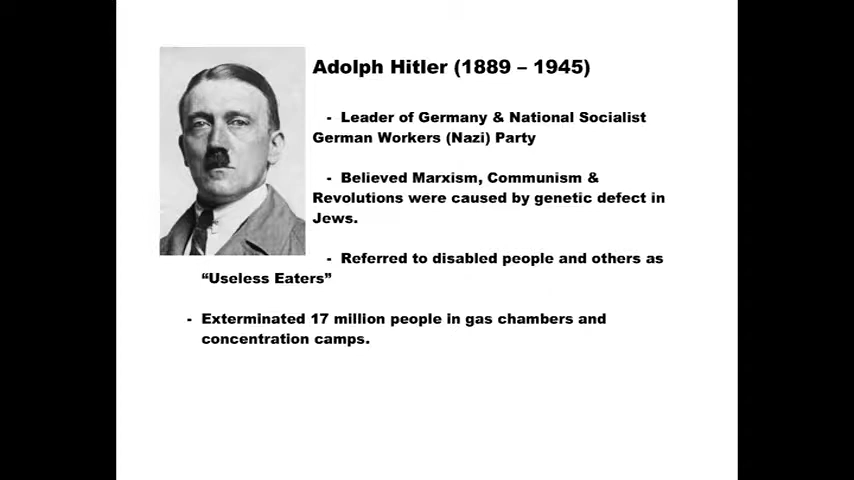 Adolph Hitler (1889 – 1945)
- Leader of Germany & National Socialist
German Workers (Nazi) Party
- Believed Marxism, Communism &
Revolutions were caused by genetic defect in
Jews.
- Referred to disabled people and others as
“Useless Eaters”
- Exterminated 17 million people in gas chambers and
concentration camps.